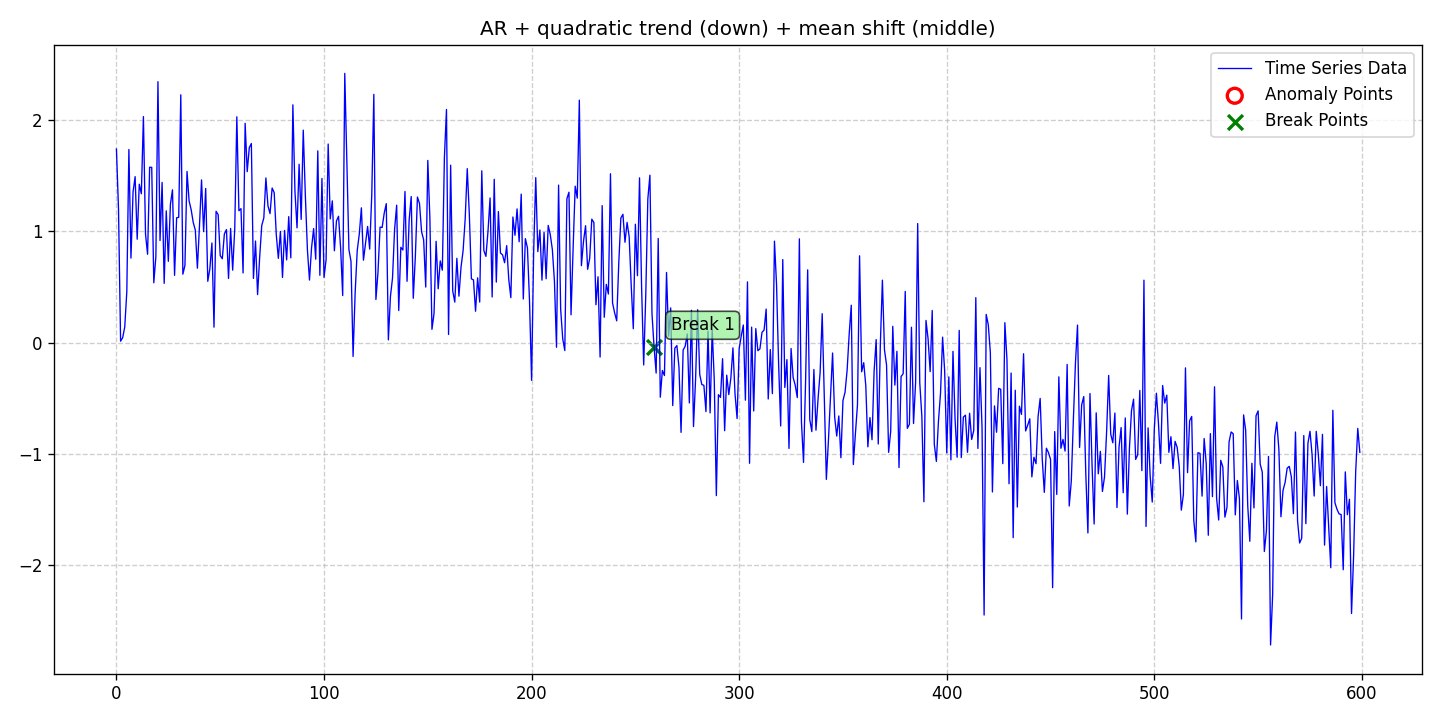 AR + quadratic trend (down) + mean shift (middle)
Time Series Data
Anomaly Points
Break Points
Break 1
2
1
0
−1
−2
0
100
200
300
400
500
600